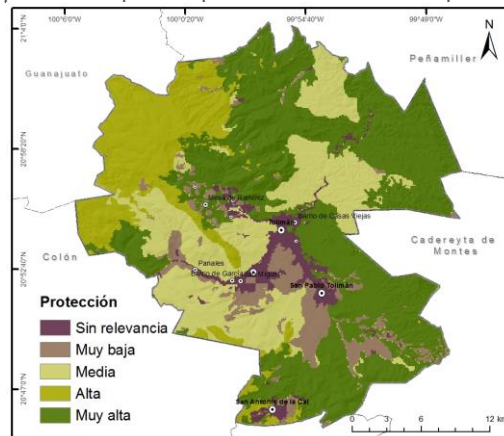 100°6'0"W 100°0'20"W 99°54'40"W 99°49'0"W
21°4'0"N
N
Peñamiller
Guanajuato
20°58'20"N
Barrio de Casas Viejas
Tolimán
Cadereyta de Montes
Colón
20°52'40"N
Panales
San Pablo Tolimán
Protección
Sin relevancia
Muy baja
Media
Alta
Muy alta
20°47'0"N
San Antonio de la Cal
0 3 6 12 km